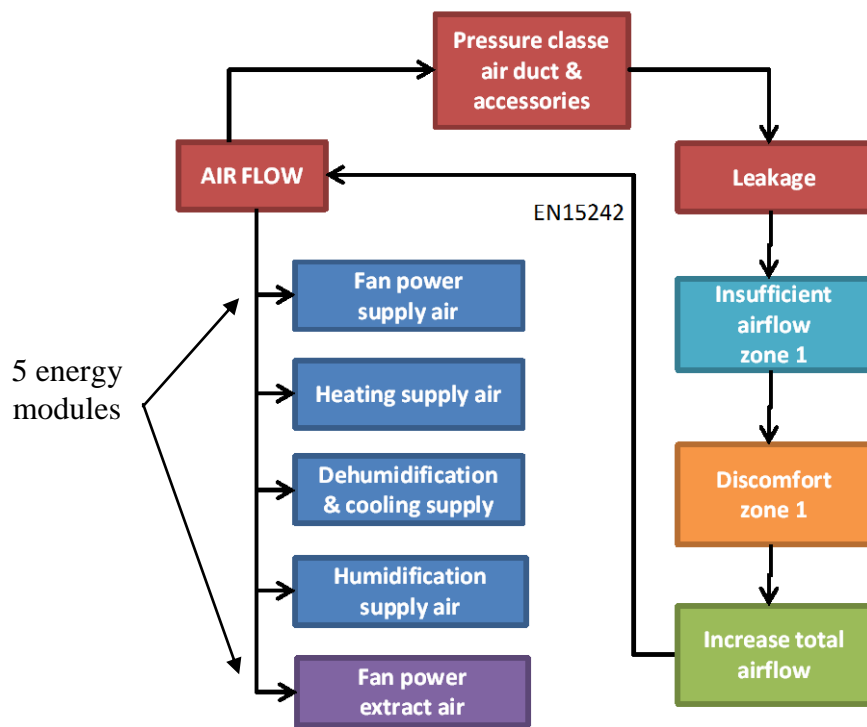 Pressure classe
air duct &
accessories
AIR FLOW
Leakage
EN15242
Fan power
supply air
Insufficient
airflow
zone 1
5 energy
modules
Heating supply air
Dehumidification
& cooling supply
Discomfort
zone 1
Humidification
supply air
Increase total
airflow
Fan power
extract air